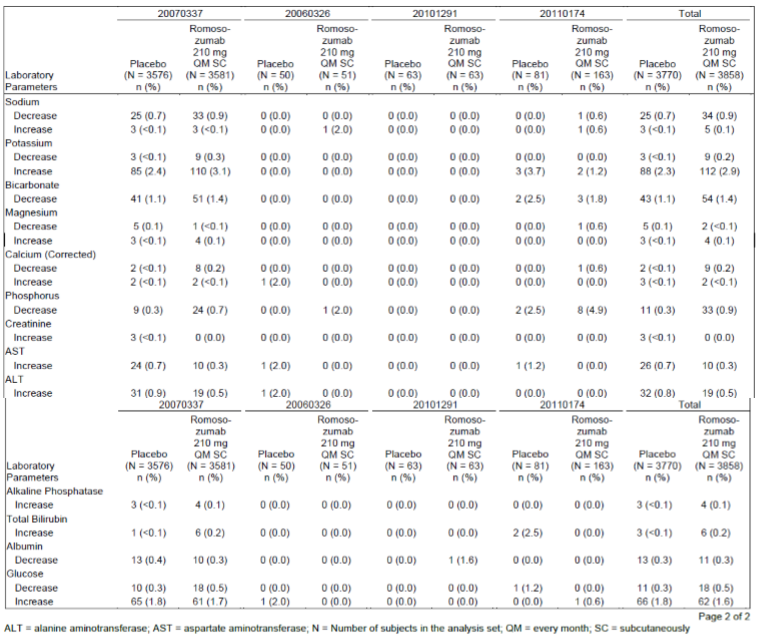 20070337 20060326 20101291 20110174 Total
Romoso- Romoso- Romoso- Romoso- Romoso-
zumab zumab zumab zumab zumab
210 mg 210 mg 210 mg 210 mg 210 mg
Placebo QM SC Placebo QM SC Placebo QM SC Placebo QM SC Placebo QM SC
Laboratory (N = 3576) (N = 3581) (N = 50) (N = 51) (N = 63) (N = 63) (N = 81) (N = 163) (N = 3770) (N = 3858)
Parameters n (%) n (%) n (%) n (%) n (%) n (%) n (%) n (%) n (%) n (%)
Sodium
Decrease 25 (0.7) 33 (0.9) 0 (0.0) 0 (0.0) 0 (0.0) 0 (0.0) 0 (0.0) 1 (0.6) 25 (0.7) 34 (0.9)
Increase 3 (<0.1) 3 (<0.1) 0 (0.0) 1 (2.0) 0 (0.0) 0 (0.0) 0 (0.0) 1 (0.6) 3 (<0.1) 5 (0.1)
Potassium
Decrease 3 (<0.1) 9 (0.3) 0 (0.0) 0 (0.0) 0 (0.0) 0 (0.0) 0 (0.0) 0 (0.0) 3 (<0.1) 9 (0.2)
Increase 85 (2.4) 110 (3.1) 0 (0.0) 0 (0.0) 0 (0.0) 0 (0.0) 3 (3.7) 2 (1.2) 88 (2.3) 112 (2.9)
Bicarbonate
Decrease 41 (1.1) 51 (1.4) 0 (0.0) 0 (0.0) 0 (0.0) 0 (0.0) 2 (2.5) 3 (1.8) 43 (1.1) 54 (1.4)
Magnesium
Decrease 5 (0.1) 1 (<0.1) 0 (0.0) 0 (0.0) 0 (0.0) 0 (0.0) 0 (0.0) 1 (0.6) 5 (0.1) 2 (<0.1)
Increase 3 (<0.1) 4 (0.1) 0 (0.0) 0 (0.0) 0 (0.0) 0 (0.0) 0 (0.0) 0 (0.0) 3 (<0.1) 4 (0.1)
Calcium (Corrected)
Decrease 2 (<0.1) 8 (0.2) 0 (0.0) 0 (0.0) 0 (0.0) 0 (0.0) 0 (0.0) 1 (0.6) 2 (<0.1) 9 (0.2)
Increase 2 (<0.1) 2 (<0.1) 1 (2.0) 0 (0.0) 0 (0.0) 0 (0.0) 0 (0.0) 0 (0.0) 3 (<0.1) 2 (<0.1)
Phosphorus
Decrease 9 (0.3) 24 (0.7) 0 (0.0) 1 (2.0) 0 (0.0) 0 (0.0) 2 (2.5) 8 (4.9) 11 (0.3) 33 (0.9)
Creatinine
Increase 3 (<0.1) 0 (0.0) 0 (0.0) 0 (0.0) 0 (0.0) 0 (0.0) 0 (0.0) 0 (0.0) 3 (<0.1) 0 (0.0)
AST
Increase 24 (0.7) 10 (0.3) 1 (2.0) 0 (0.0) 0 (0.0) 0 (0.0) 1 (1.2) 0 (0.0) 26 (0.7) 10 (0.3)
ALT
Increase 31 (0.9) 19 (0.5) 1 (2.0) 0 (0.0) 0 (0.0) 0 (0.0) 0 (0.0) 0 (0.0) 32 (0.8) 19 (0.5)
20070337 20060326 20101291 20110174 Total
Romoso- Romoso- Romoso- Romoso- Romoso-
zumab zumab zumab zumab zumab
210 mg 210 mg 210 mg 210 mg 210 mg
Placebo QM SC Placebo QM SC Placebo QM SC Placebo QM SC Placebo QM SC
Laboratory (N = 3576) (N = 3581) (N = 50) (N = 51) (N = 63) (N = 63) (N = 81) (N = 163) (N = 3770) (N = 3858)
Parameters n (%) n (%) n (%) n (%) n (%) n (%) n (%) n (%) n (%) n (%)
Alkaline Phosphatase
Increase 3 (<0.1) 4 (0.1) 0 (0.0) 0 (0.0) 0 (0.0) 0 (0.0) 0 (0.0) 0 (0.0) 3 (<0.1) 4 (0.1)
Total Bilirubin
Increase 1 (<0.1) 6 (0.2) 0 (0.0) 0 (0.0) 0 (0.0) 0 (0.0) 2 (2.5) 0 (0.0) 3 (<0.1) 6 (0.2)
Albumin
Decrease 13 (0.4) 10 (0.3) 0 (0.0) 0 (0.0) 0 (0.0) 1 (1.6) 0 (0.0) 0 (0.0) 13 (0.3) 11 (0.3)
Glucose
Decrease 10 (0.3) 18 (0.5) 0 (0.0) 0 (0.0) 0 (0.0) 0 (0.0) 1 (1.2) 0 (0.0) 11 (0.3) 18 (0.5)
Increase 65 (1.8) 61 (1.7) 1 (2.0) 0 (0.0) 0 (0.0) 0 (0.0) 0 (0.0) 1 (0.6) 66 (1.8) 62 (1.6)
Page 2 of 2
ALT = alanine aminotransferase; AST = aspartate aminotransferase; N = Number of subjects in the analysis set; QM = every month; SC = subcutaneously